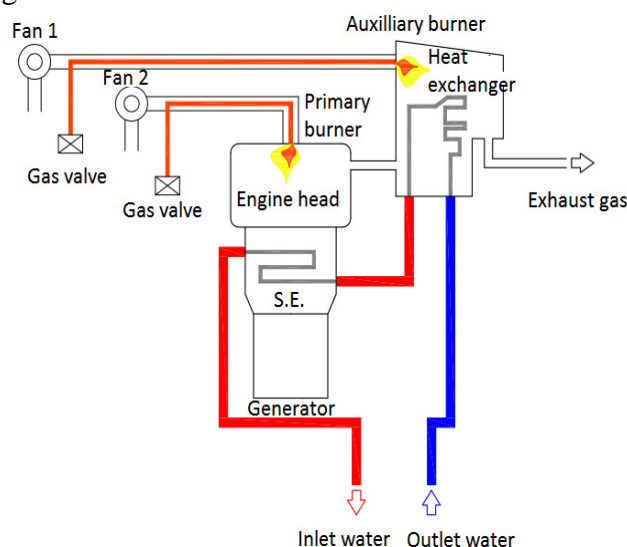 Auxilliary burner
Fan 1
Heat
exchanger
Fan 2
Primary
burner
Gas valve
Gas valve
Engine head
Exhaust gas
S.E.
Generator
Inlet water
Outlet water